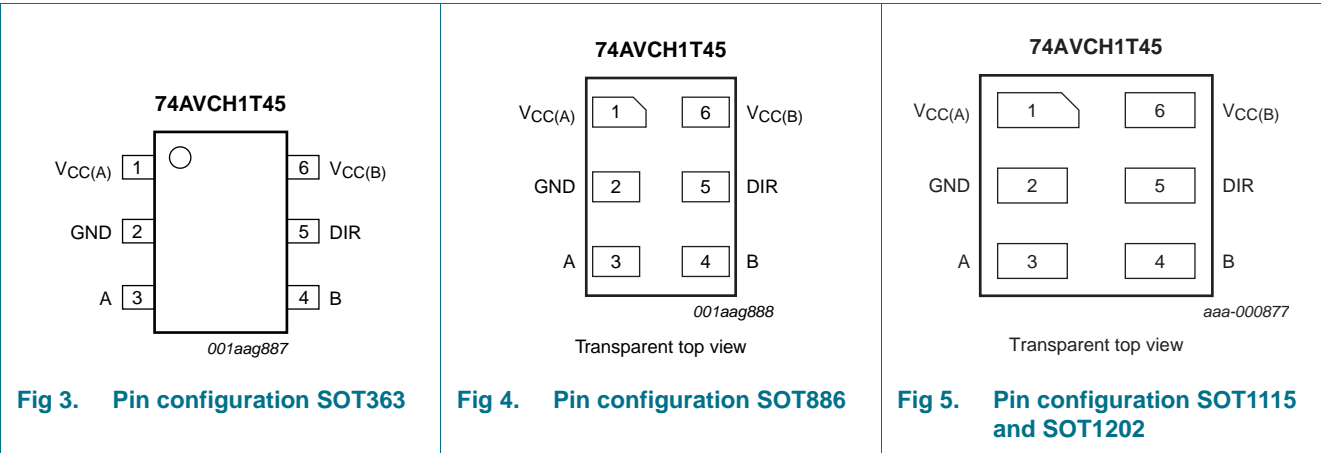 74AVCH1T45
VCC(A) 1 6 VCC(B)
GND 2 5 DIR
A 3 4 B
001aag887
Fig 3. Pin configuration SOT363
74AVCH1T45
VCC(A) 1 6 VCC(B)
GND 2 5 DIR
A 3 4 B
001aag888
Transparent top view
Fig 4. Pin configuration SOT886
74AVCH1T45
VCC(A) 1 6 VCC(B)
GND 2 5 DIR
A 3 4 B
aaa-000877
Transparent top view
Fig 5. Pin configuration SOT1115
and SOT1202